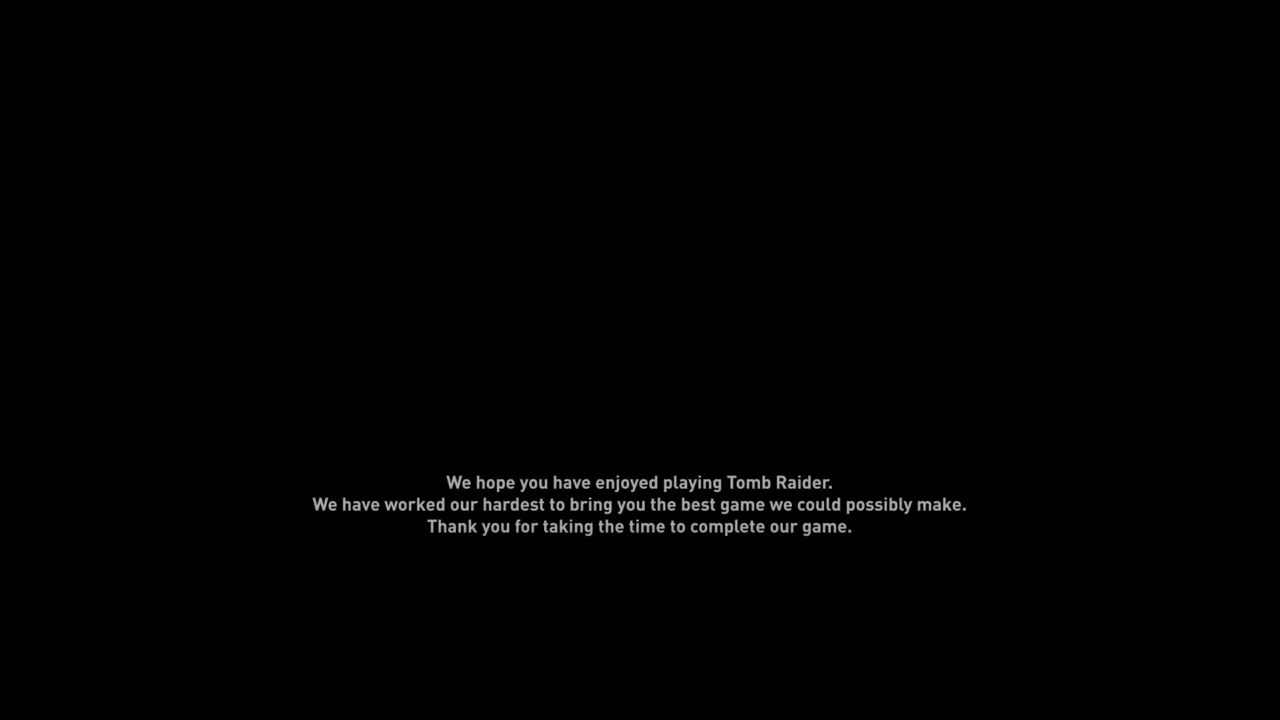 We hope you have enjoyed playing Tomb Raider.
We have worked our hardest to bring you the best game we could possibly make.
Thank you for taking the time to complete our game.